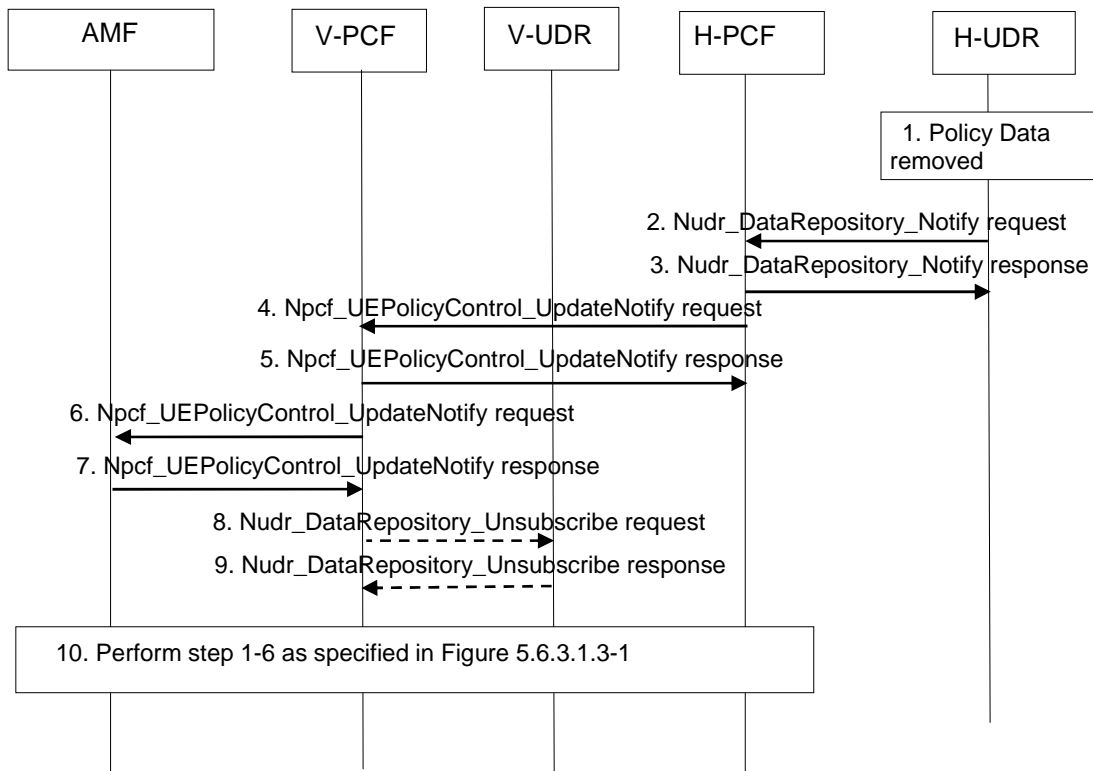 AMF
V-PCF
V-UDR
H-PCF
H-UDR
1. Policy Data
removed
2. Nudr_DataRepository_Notify request
3. Nudr_DataRepository_Notify response
4. Npcf_UEPolicyControl_UpdateNotify request
5. Npcf_UEPolicyControl_UpdateNotify response
6. Npcf_UEPolicyControl_UpdateNotify request
7. Npcf_UEPolicyControl_UpdateNotify response
8. Nudr_DataRepository_Unsubscribe request
9. Nudr_DataRepository_Unsubscribe response
10. Perform step 1-6 as specified in Figure 5.6.3.1.3-1